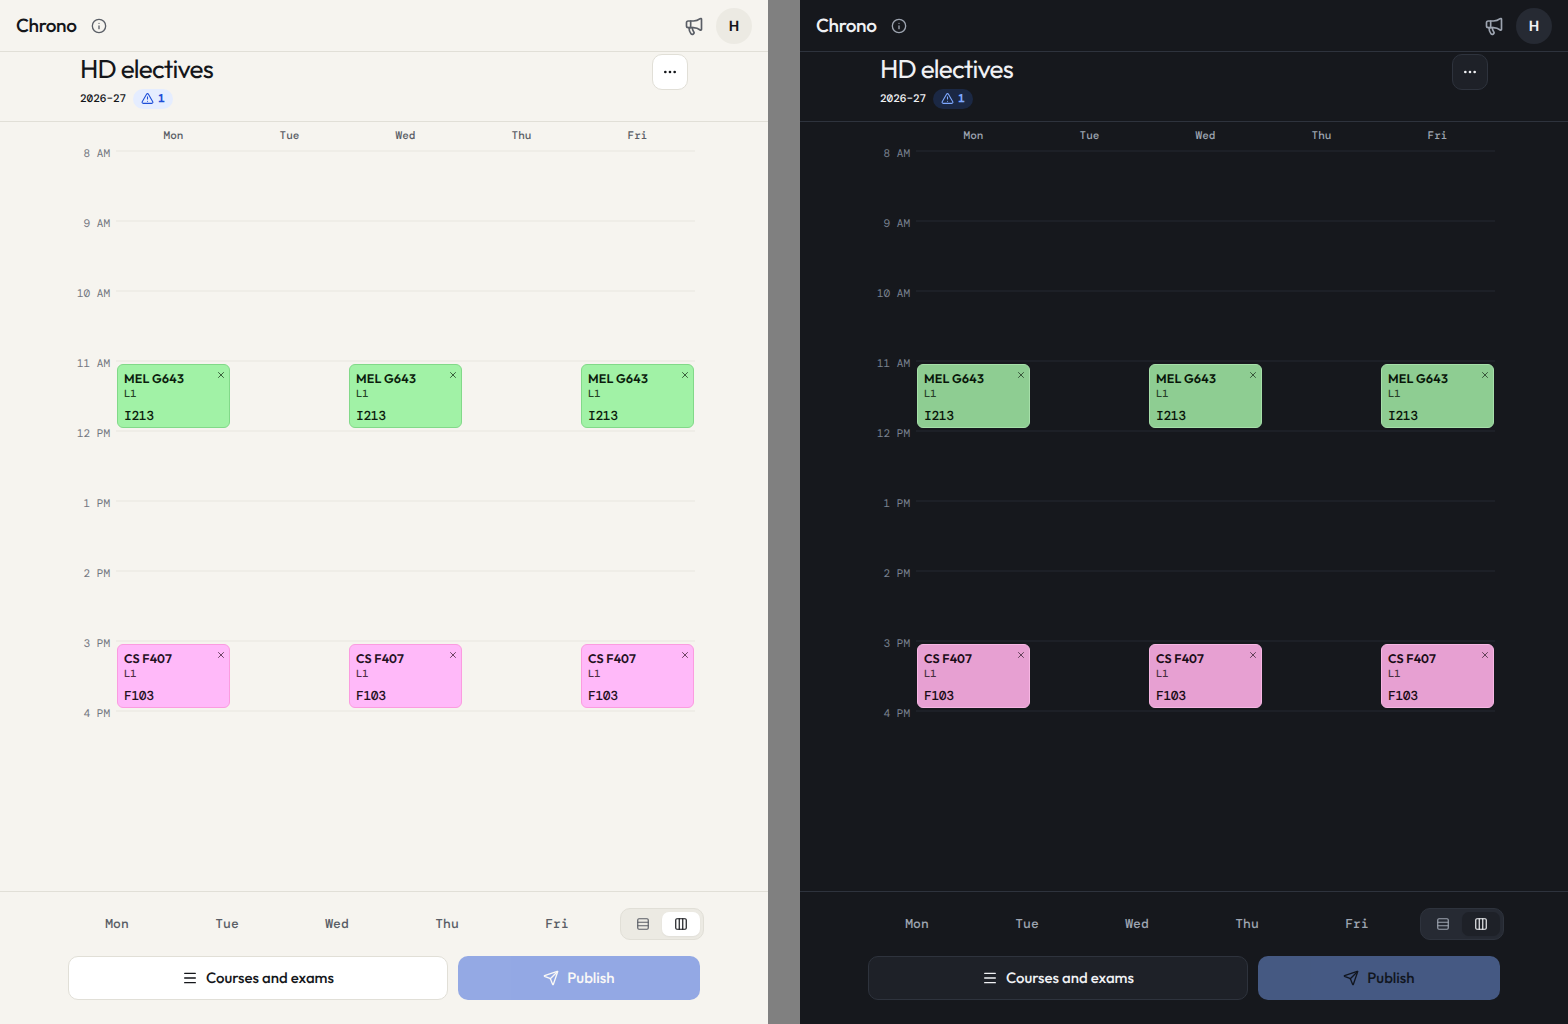 Chrono
H
HD electives
2026-27 1
Mon Tue Wed Thu Fri
8 AM
9 AM
10 AM
11 AM
MEL G643 MEL G643 MEL G643
L1 L1 L1
I213 I213 I213
12 PM
1 PM
2 PM
3 PM
CS F407 CS F407 CS F407
L1 L1 L1
F103 F103 F103
4 PM
Mon Tue Wed Thu Fri
Courses and exams Publish
Chrono
H
HD electives
2026-27 1
Mon Tue Wed Thu Fri
8 AM
9 AM
10 AM
11 AM
MEL G643 MEL G643 MEL G643
L1 L1 L1
I213 I213 I213
12 PM
1 PM
2 PM
3 PM
CS F407 CS F407 CS F407
L1 L1 L1
F103 F103 F103
4 PM
Mon Tue Wed Thu Fri
Courses and exams Publish